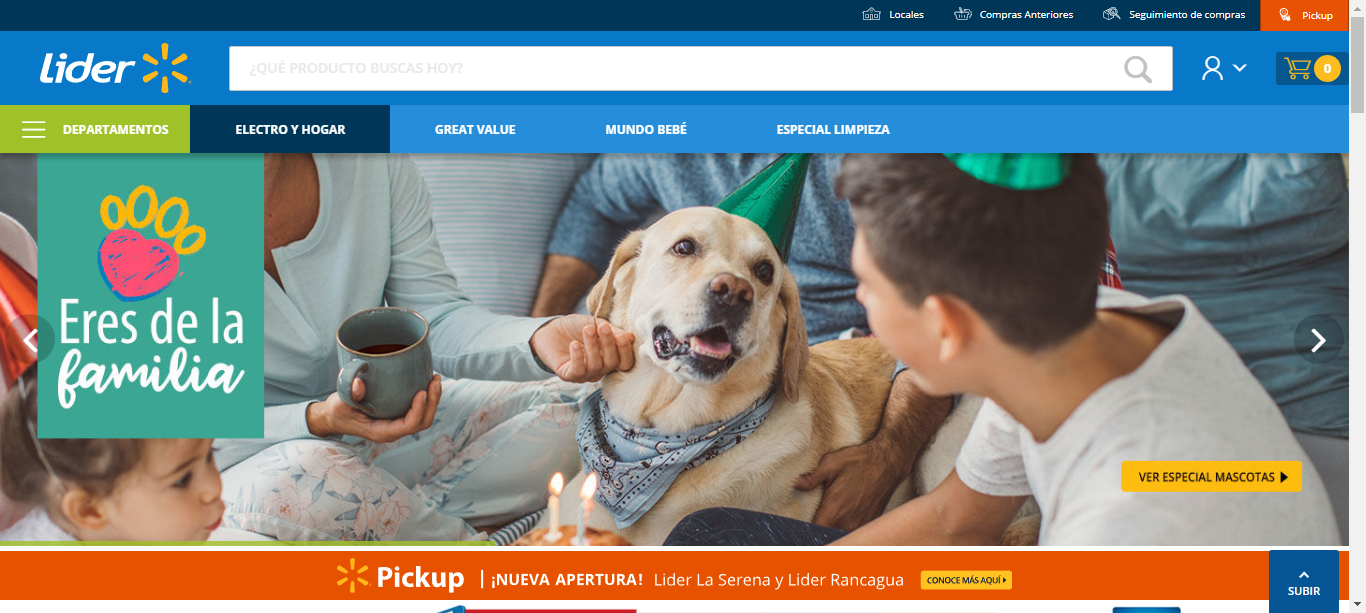 Locales
Compras Anteriores
Seguimiento de compras
Pickup
Lider
¿QUÉ PRODUCTO BUSCAS HOY?
0
DEPARTAMENTOS
ELECTRO Y HOGAR
GREAT VALUE
MUNDO BEBÉ
ESPECIAL LIMPIEZA
Eres de la
familia
VER ESPECIAL MASCOTAS
Pickup | ¡NUEVA APERTURA! Lider La Serena y Lider Rancagua
CONOCE MÁS AQUÍ
SUBIR